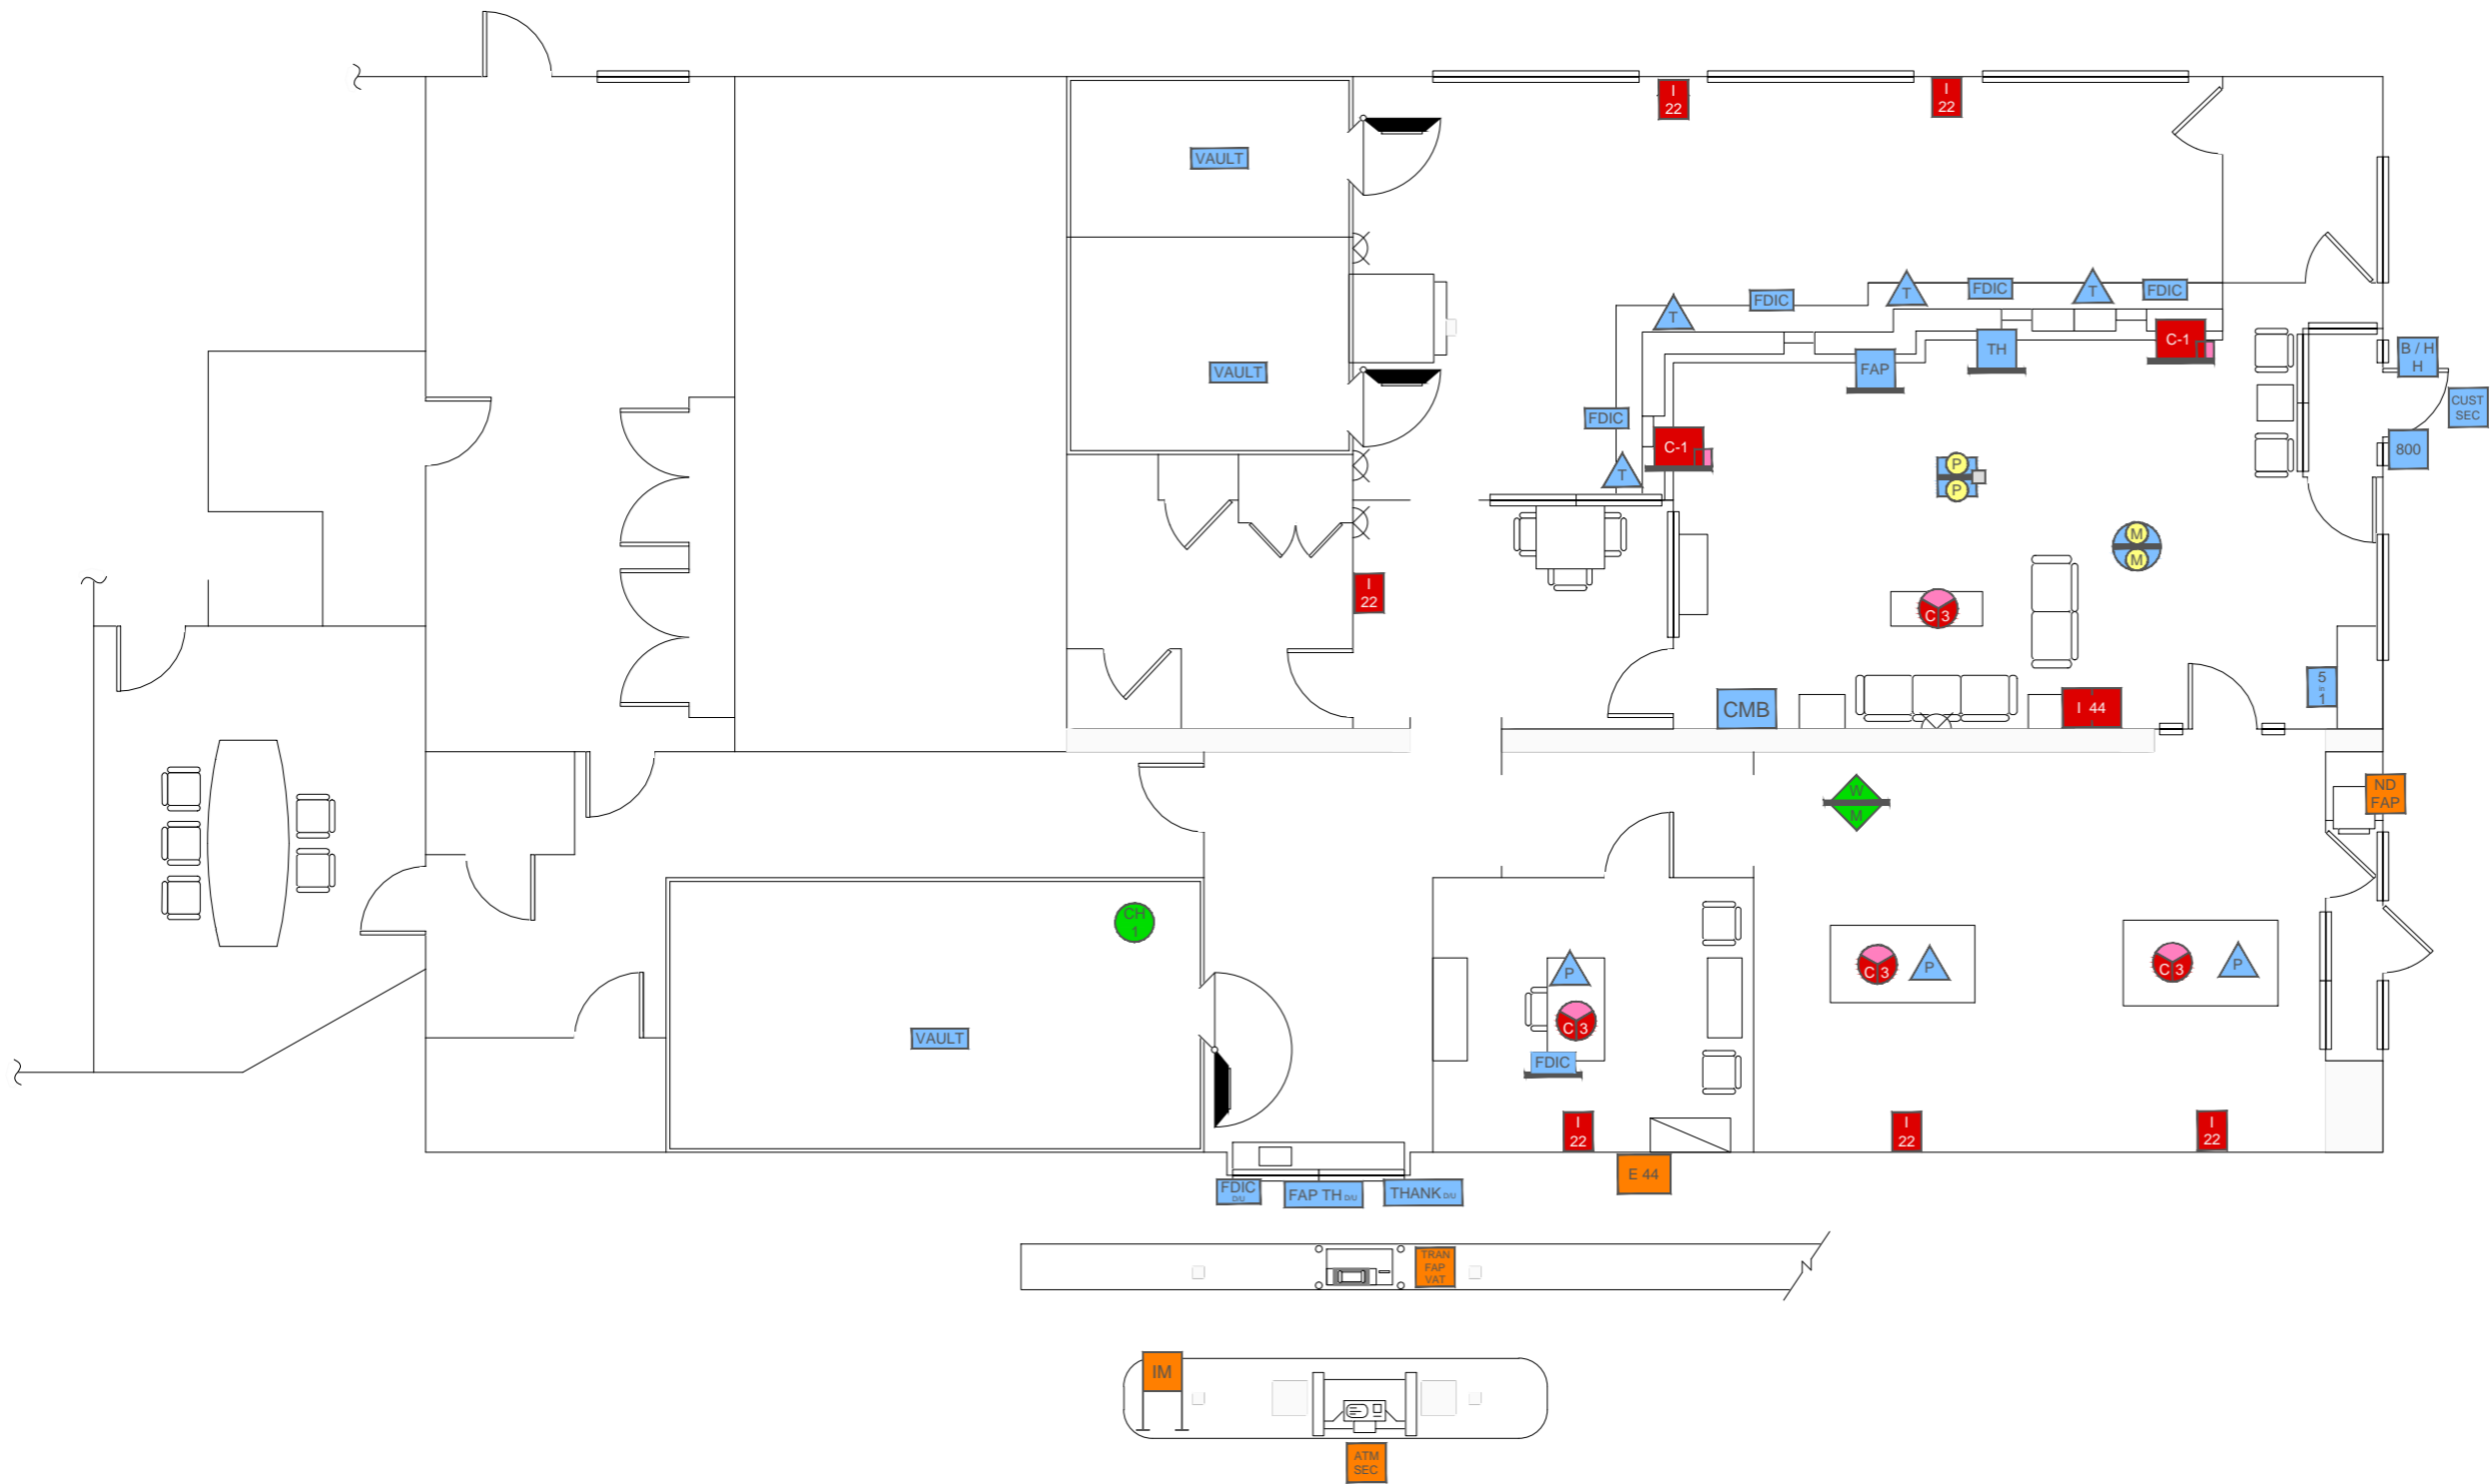 I
22
I
22
VAULT
T
T
FDIC
FDIC
FDIC
T
C-1
TH
B / H
H
FAP
VAULT
CUST
SEC
FDIC
C-1
800
T
P
P
M
M
I
22
C 3
5
in
1
CMB
I 44
W
M
ND
FAP
CH
1
C 3
P
C 3
P
P
C 3
VAULT
FDIC
I
22
I
22
I
22
E 44
FDIC
D/U
FAP TH D/U
THANK D/U
TRAN
FAP
VAT
IM
ATM
SEC